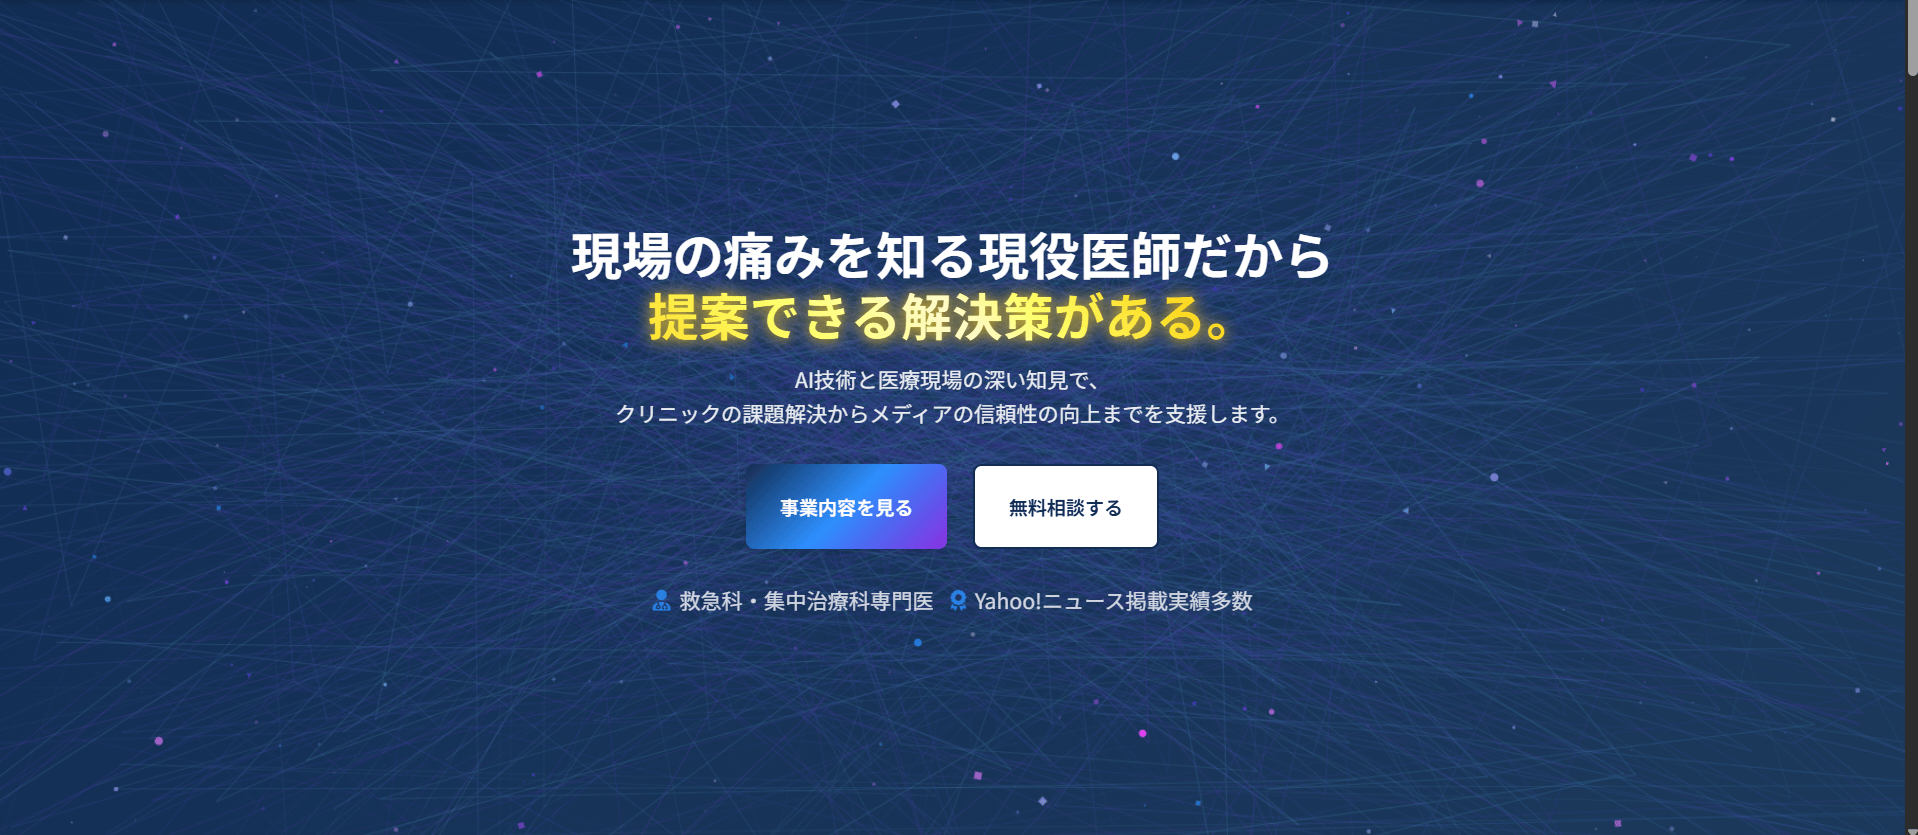 現場の痛みを知る現役医師だから
提案できる解決策がある。
AI技術と医療現場の深い知見で、
クリニックの課題解決からメディアの信頼性の向上までを支援します。
事業内容を見る
無料相談する
救急科・集中治療科専門医 Yahoo!ニュース掲載実績多数